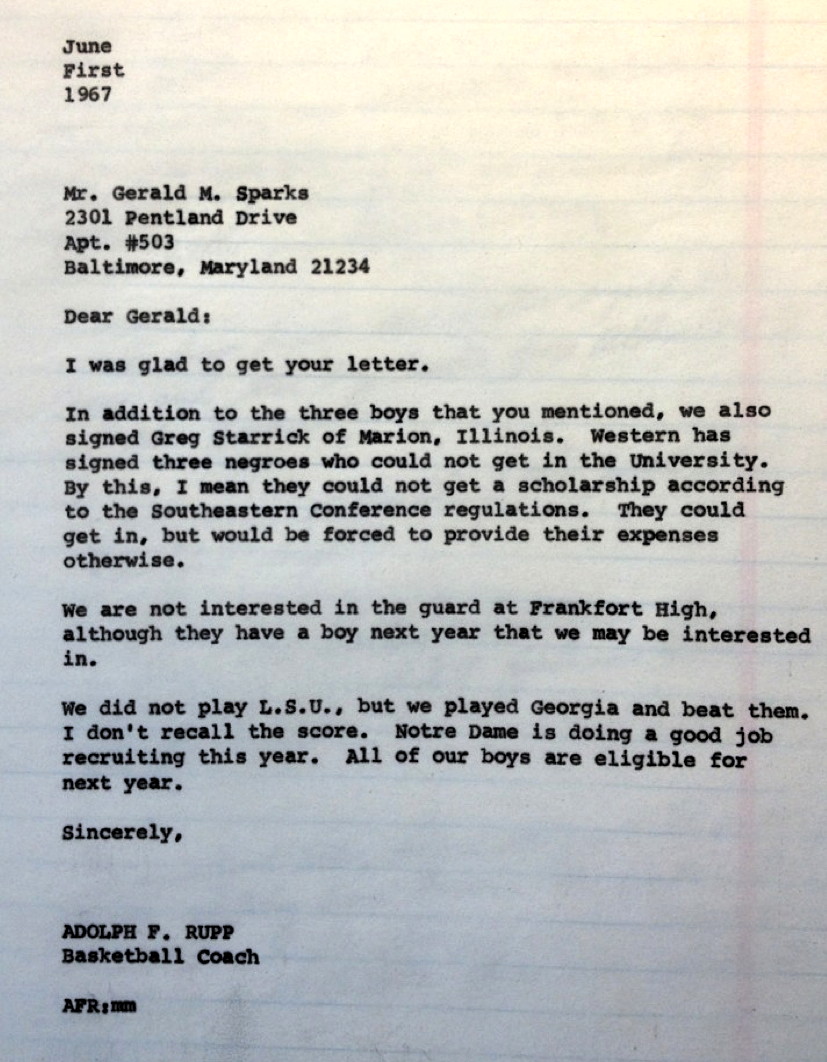 June
First
1967
Mr. Gerald M. Sparks
2301 Pentland Drive
Apt. #503
Baltimore, Maryland 21234
Dear Gerald:
I was glad to get your letter.
In addition to the three boys that you mentioned, we also
signed Greg Starrick of Marion, Illinois.  Western has
signed three negroes who could not get in the University.
By this, I mean they could not get a scholarship according
to the Southeastern Conference regulations.  They could
get in, but would be forced to provide their expenses
otherwise.
We are not interested in the guard at Frankfort High,
although they have a boy next year that we may be interested
in.
We did not play L.S.U., but we played Georgia and beat them.
I don't recall the score.  Notre Dame is doing a good job
recruiting this year.  All of our boys are eligible for
next year.
Sincerely,
ADOLPH F. RUPP
Basketball Coach
AFR:mm